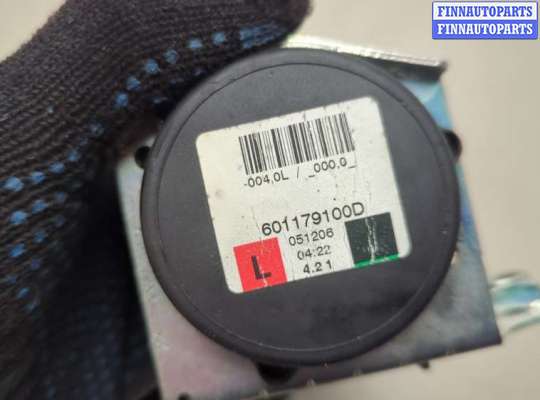 FINNAUTOPARTS
FINNAUTOPARTS
-004,0L / _000,0_
601179100D
051206
04:22
4.2 1
L